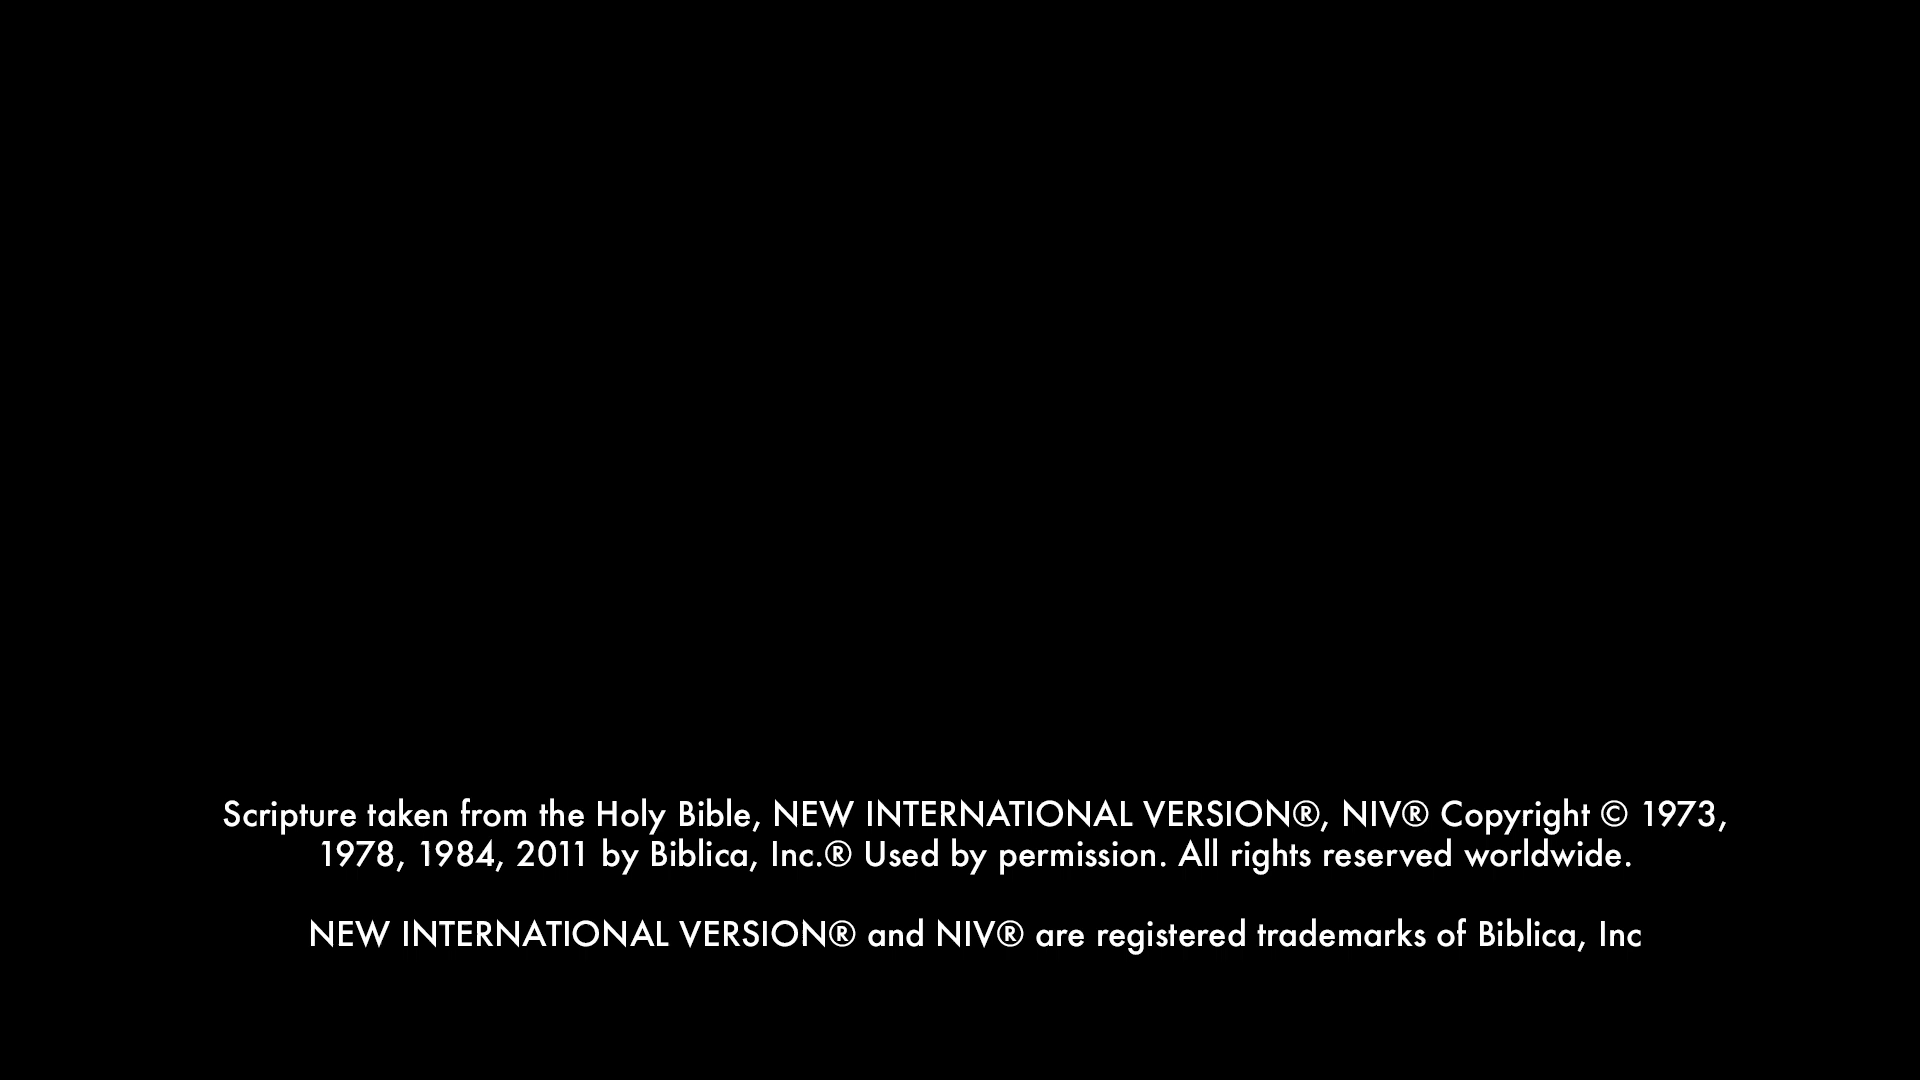 Scripture taken from the Holy Bible, NEW INTERNATIONAL VERSION®, NIV® Copyright © 1973,
1978, 1984, 2011 by Biblica, Inc.® Used by permission. All rights reserved worldwide.
NEW INTERNATIONAL VERSION® and NIV® are registered trademarks of Biblica, Inc